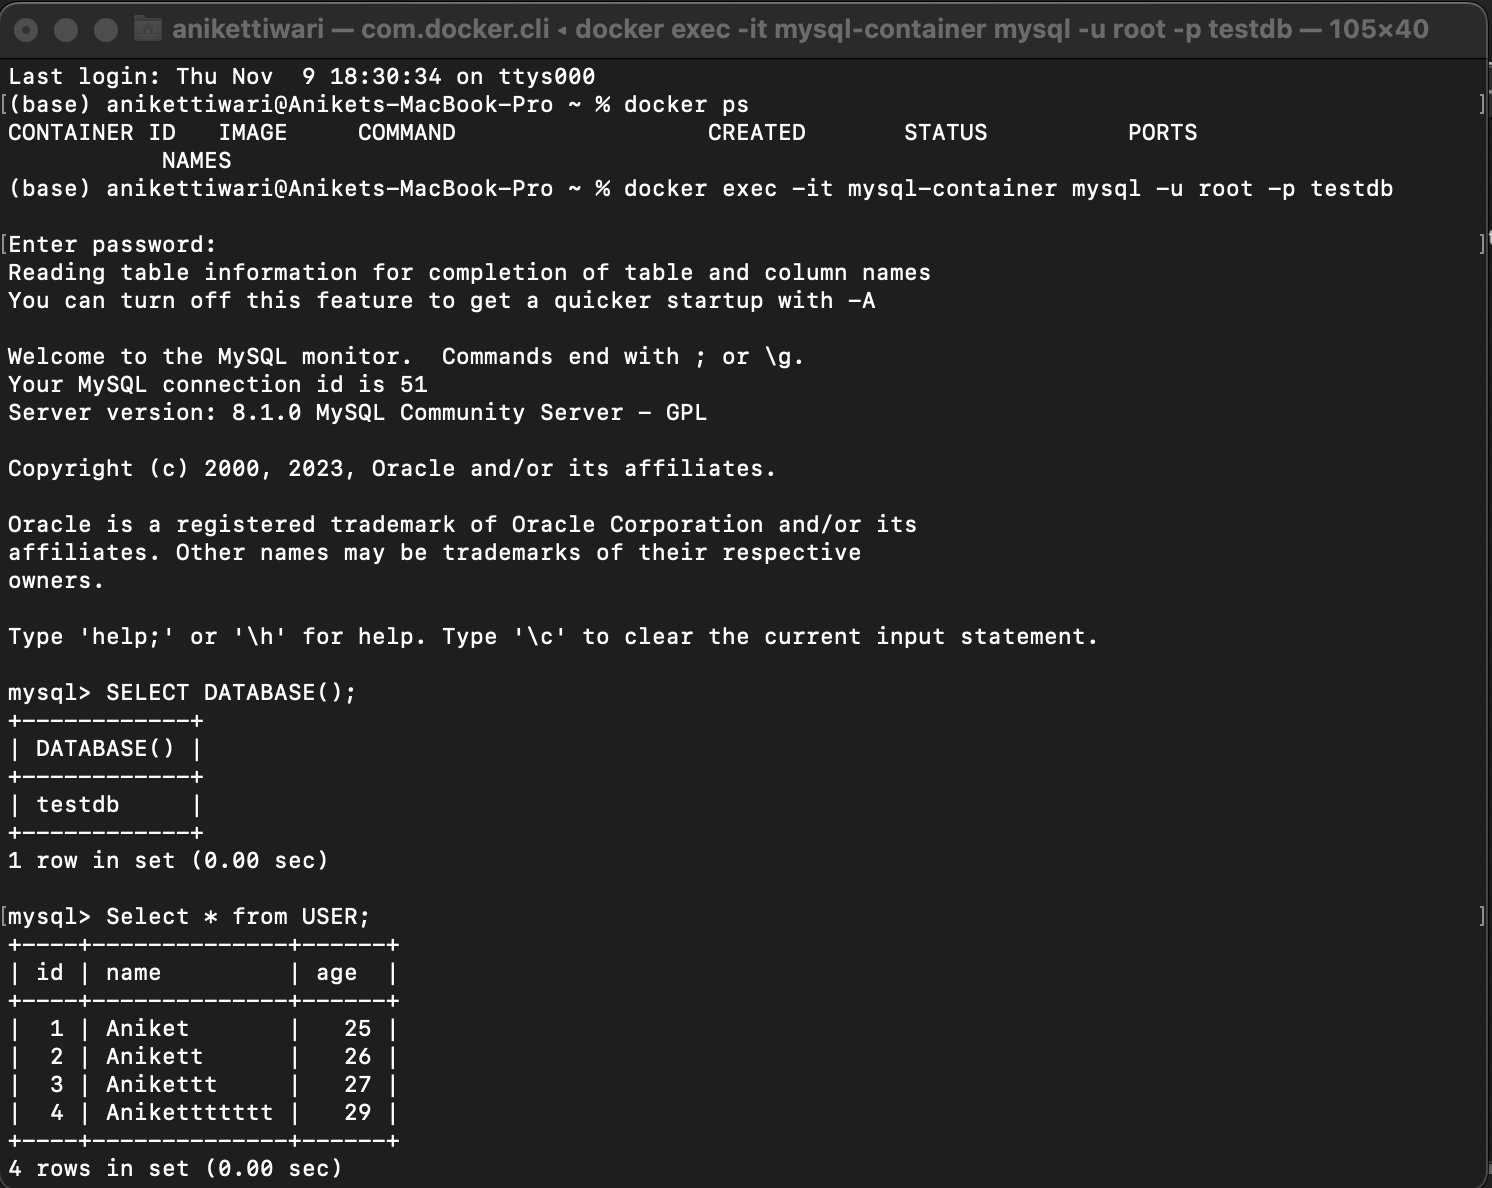 anikettiwari — com.docker.cli ◂ docker exec -it mysql-container mysql -u root -p testdb — 105×40
Last login: Thu Nov  9 18:30:34 on ttys000
[(base) anikettiwari@Anikets-MacBook-Pro ~ % docker ps ]
CONTAINER ID   IMAGE     COMMAND                  CREATED       STATUS          PORTS
           NAMES
(base) anikettiwari@Anikets-MacBook-Pro ~ % docker exec -it mysql-container mysql -u root -p testdb
[Enter password: ]
Reading table information for completion of table and column names
You can turn off this feature to get a quicker startup with -A
Welcome to the MySQL monitor.  Commands end with ; or \g.
Your MySQL connection id is 51
Server version: 8.1.0 MySQL Community Server - GPL
Copyright (c) 2000, 2023, Oracle and/or its affiliates.
Oracle is a registered trademark of Oracle Corporation and/or its
affiliates. Other names may be trademarks of their respective
owners.
Type 'help;' or '\h' for help. Type '\c' to clear the current input statement.
mysql> SELECT DATABASE();
+------------+
| DATABASE() |
+------------+
| testdb     |
+------------+
1 row in set (0.00 sec)
[mysql> Select * from USER; ]
+----+--------------+------+
| id | name         | age  |
+----+--------------+------+
|  1 | Aniket       |   25 |
|  2 | Anikett      |   26 |
|  3 | Anikettt     |   27 |
|  4 | Anikettttttt |   29 |
+----+--------------+------+
4 rows in set (0.00 sec)